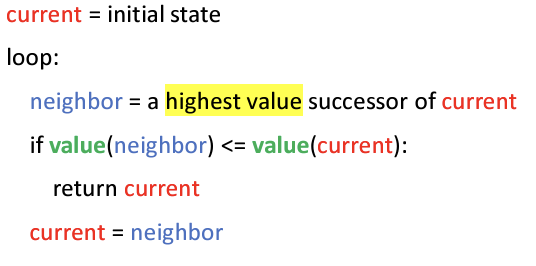 current = initial state
loop:
neighbor = a highest value successor of current
if value(neighbor) <= value(current):
return current
current = neighbor